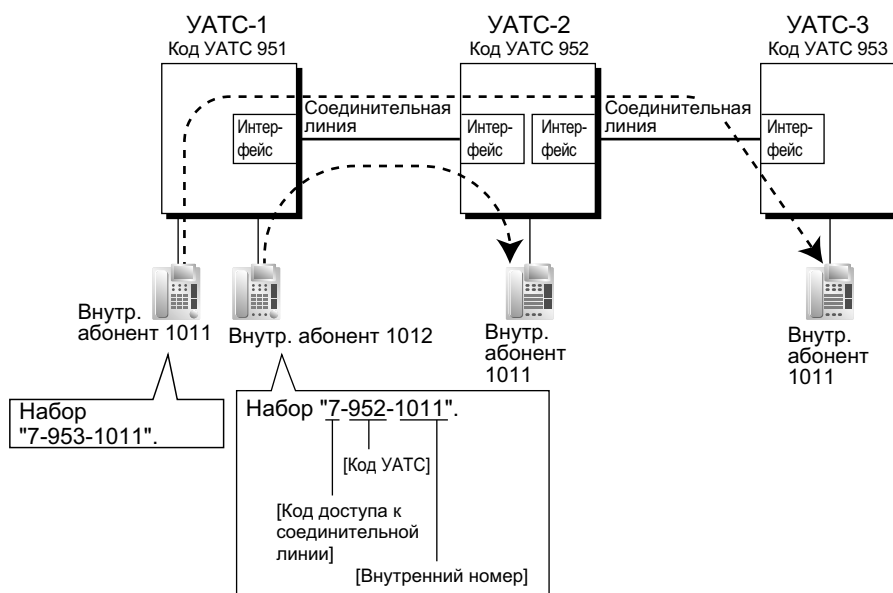 УАТС-1
Код УАТС 951
УАТС-2
Код УАТС 952
УАТС-3
Код УАТС 953
Соединительная
линия
Соединительная
линия
Интер-
фейс
Интер-
фейс
Интер-
фейс
Интер-
фейс
Внутр.
абонент 1011
Внутр. абонент 1012
Внутр.
абонент
1011
Внутр.
абонент
1011
Набор
"7-953-1011".
Набор "7-952-1011".
[Код УАТС]
[Код доступа к
соединительной
линии]
[Внутренний номер]